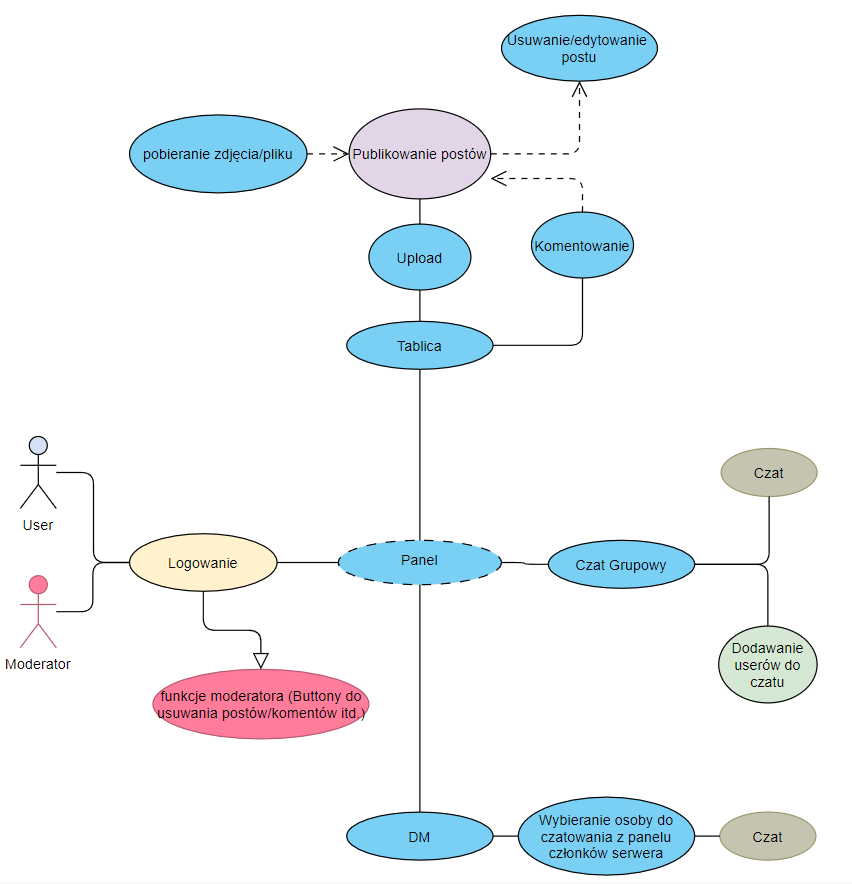 Usuwanie/edytowanie
postu
pobieranie zdjęcia/pliku
Publikowanie postów
Upload
Komentowanie
Tablica
User
Czat
Logowanie
Panel
Czat Grupowy
Moderator
Dodawanie
userów do
czatu
funkcje moderatora (Buttony do
usuwania postów/komentów itd.)
DM
Wybieranie osoby do
czatowania z panelu
członków serwera
Czat